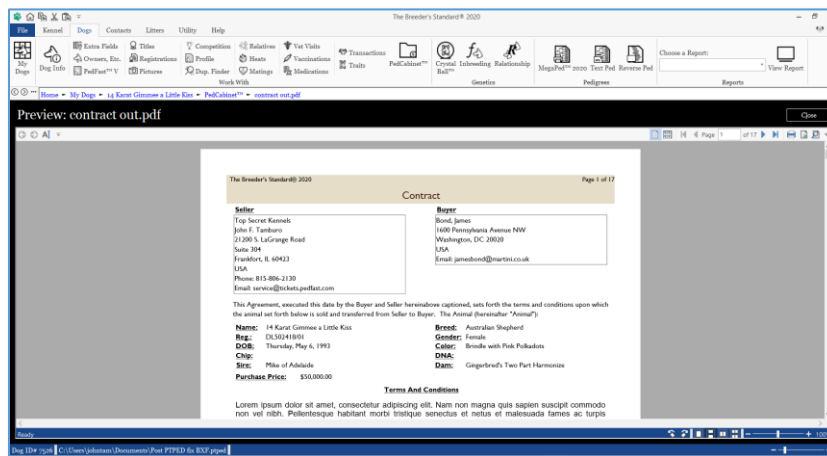 The Breeder's Standard® 2020
File Kennel Dogs Contacts Litters Utility Help
My Dogs
Dog Info
Extra Fields Titles
Owners, Etc. Registrations
PedFast™ V Pictures
Competition Relatives Vet Visits
Profile Heats Vaccinations
Dup. Finder Matings Medications
Transactions
Traits
PedCabinet™
Work With
Crystal Ball™ Inbreeding Relationship
Genetics
MegaPed™ 2020 Text Ped Reverse Ped
Pedigrees
Choose a Report:
View Report
Reports
Home My Dogs 14 Karat Gimmee a Little Kiss PedCabinet™ contract out.pdf
Preview: contract out.pdf
Close
Page 1 of 17
The Breeder's Standard® 2020 Page 1 of 17
Contract
Seller Buyer
Top Secret Kennels Bond, James
John F. Tamburo 1600 Pennsylvania Avenue NW
21200 S. LaGrange Road Washington, DC 20020
Suite 304 USA
Frankfort, IL 60423 Email: jamesbond@martini.co.uk
USA
Phone: 815-806-2130
Email: service@tickets.pedfast.com
This Agreement, executed this date by the Buyer and Seller hereinabove captioned, sets forth the terms and conditions upon which
the animal set forth below is sold and transferred from Seller to Buyer. The Animal (hereinafter "Animal"):
Name: 14 Karat Gimmee a Little Kiss Breed: Australian Shepherd
Reg.: DL502418/01 Gender: Female
DOB: Thursday, May 6, 1993 Color: Brindle with Pink Polkadots
Chip: DNA:
Sire: Mike of Adelaide Dam: Gingerbred's Two Part Harmonize
Purchase Price: $50,000.00
Terms And Conditions
Lorem ipsum dolor sit amet, consectetur adipiscing elit. Nam non magna quis sapien suscipit commodo
non vel nibh. Pellentesque habitant morbi tristique senectus et netus et malesuada fames ac turpis
Ready
100
Dog ID# 7526 C:\Users\johntam\Documents\Post PTPED fix BXF.ptped